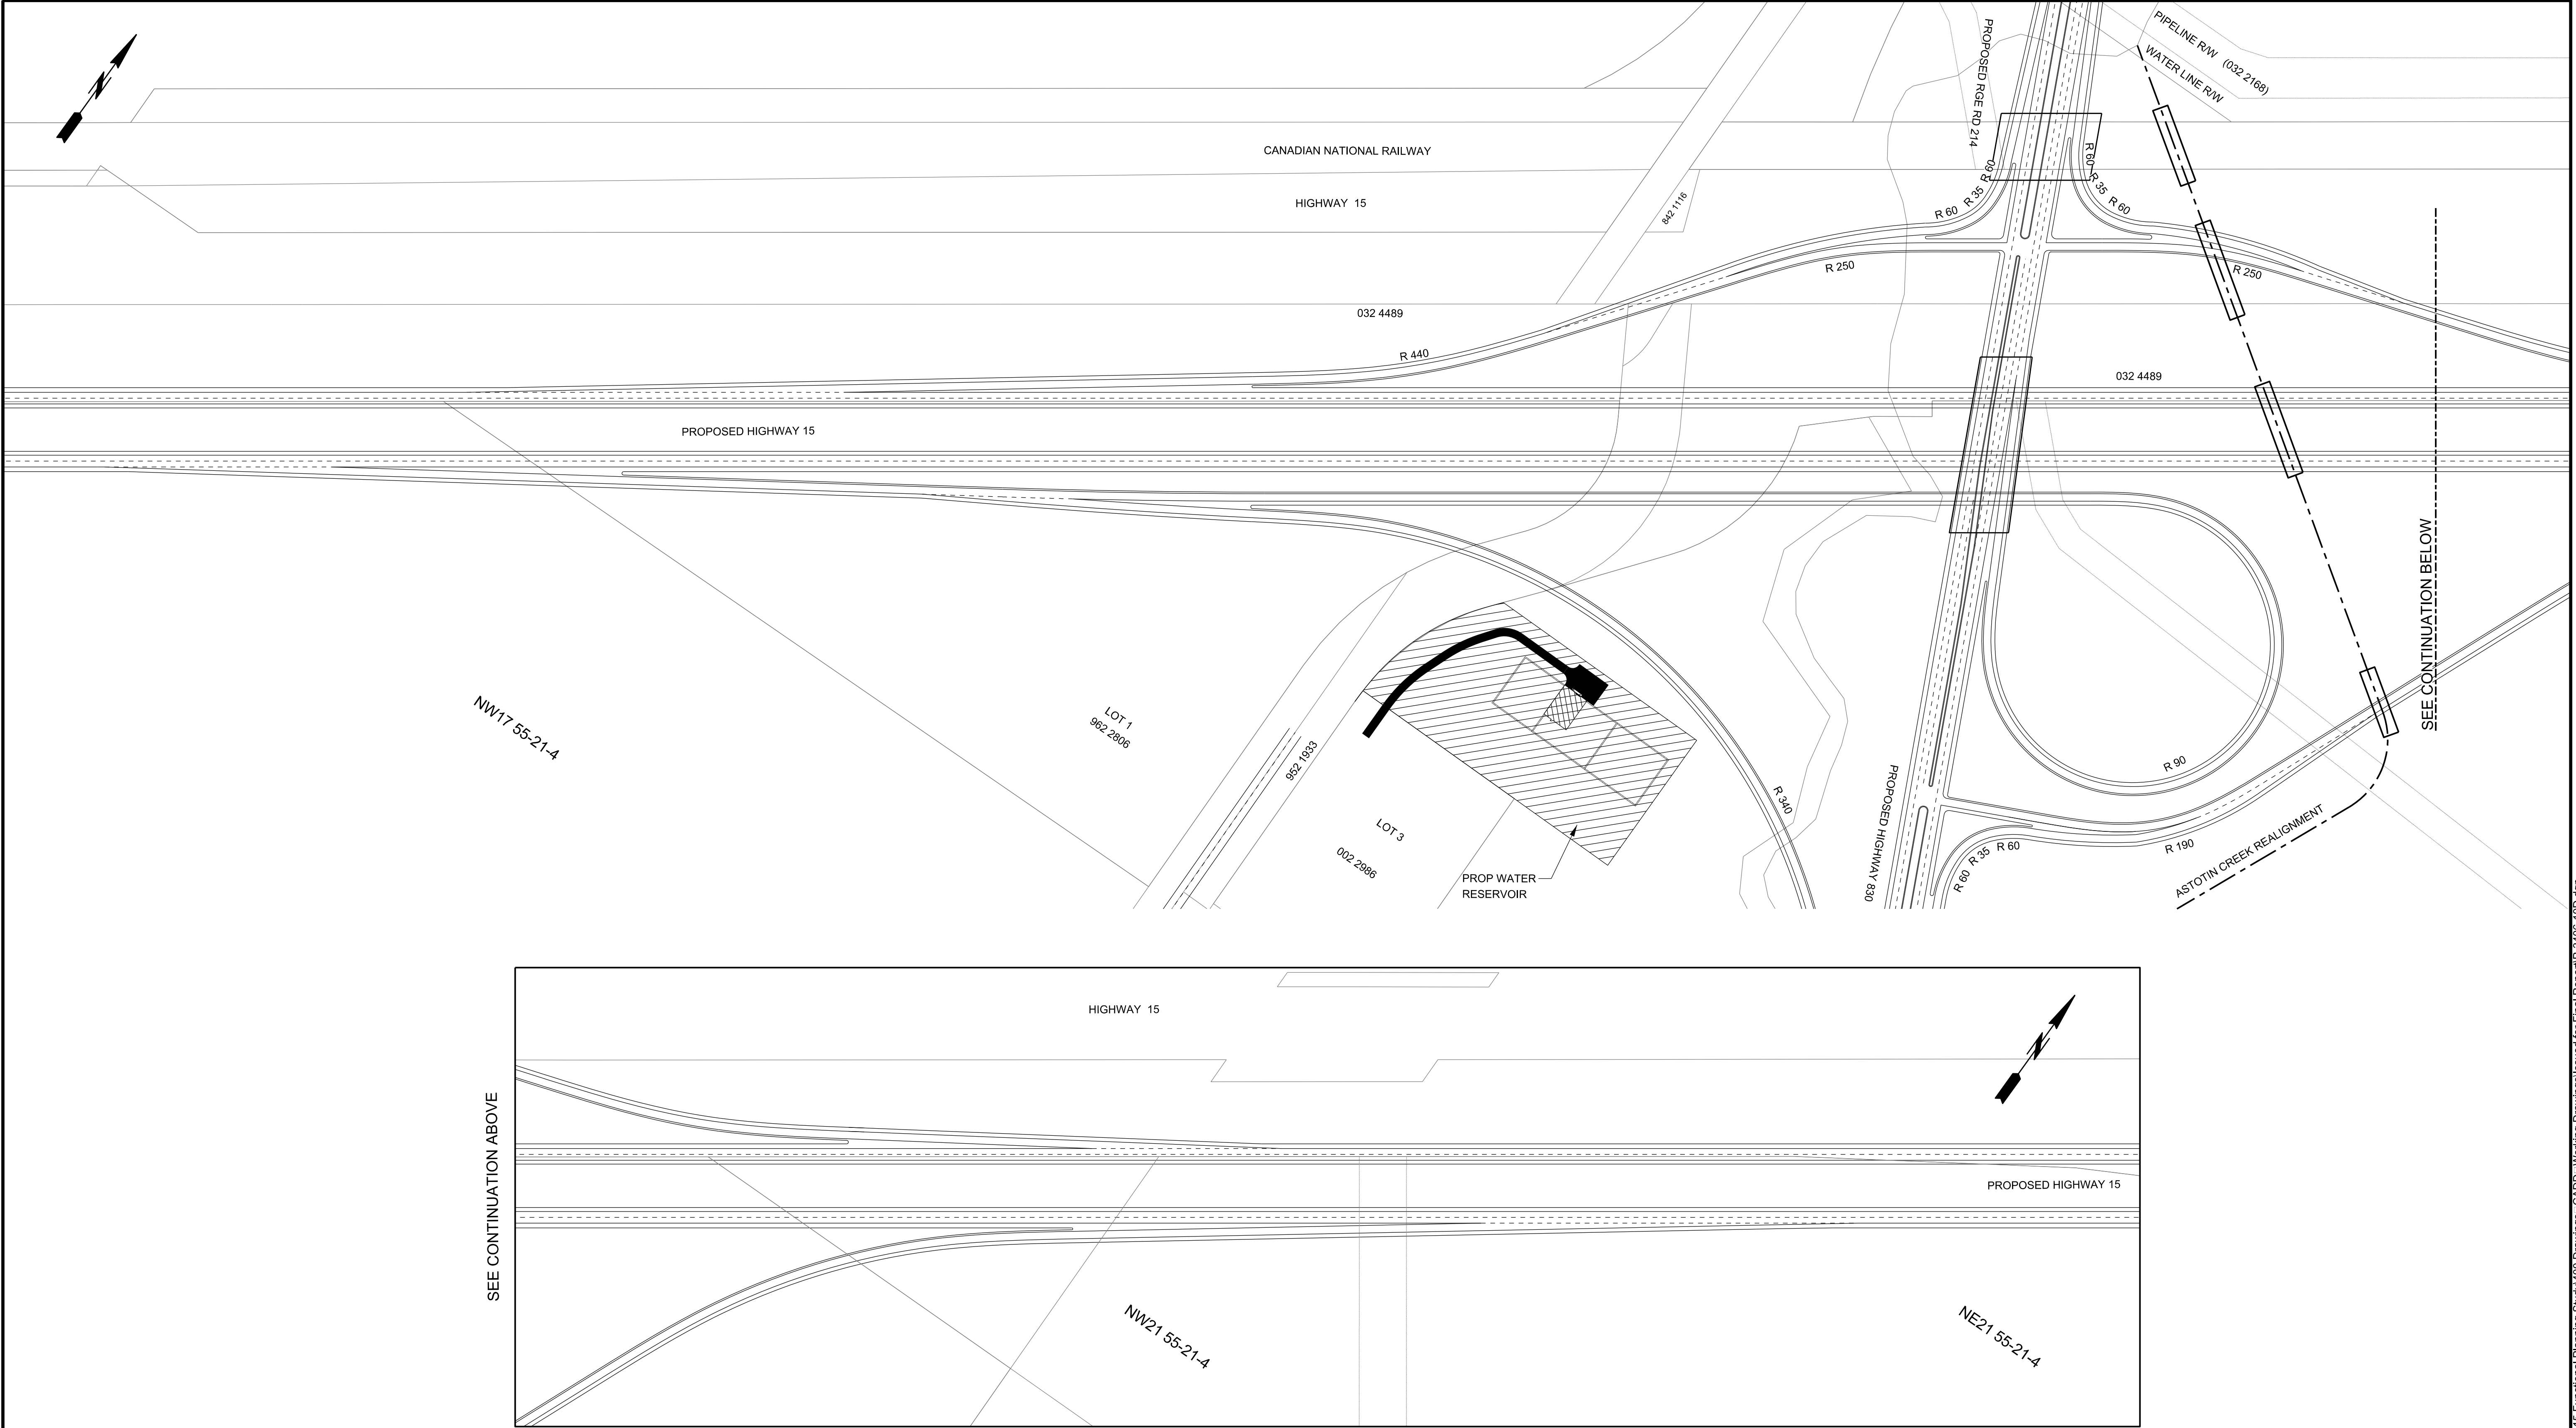 PROPOSED RGE RD 214
PIPELINE R/W (032 2168)
WATER LINE R/W
N
CANADIAN NATIONAL RAILWAY
HIGHWAY 15
842 1116
R 60
R 35
R 60
R 60
R 35
R 60
R 250
R 250
032 4489
R 440
032 4489
PROPOSED HIGHWAY 15
SEE CONTINUATION BELOW
NW17 55-21-4
LOT 1
962 2806
952 1933
LOT 3
002 2986
PROP WATER
RESERVOIR
R 340
PROPOSED HIGHWAY 830
R 90
R 60
R 35
R 60
R 190
ASTOTIN CREEK REALIGNMENT
HIGHWAY 15
N
SEE CONTINUATION ABOVE
PROPOSED HIGHWAY 15
NW21 55-21-4
NE21 55-21-4